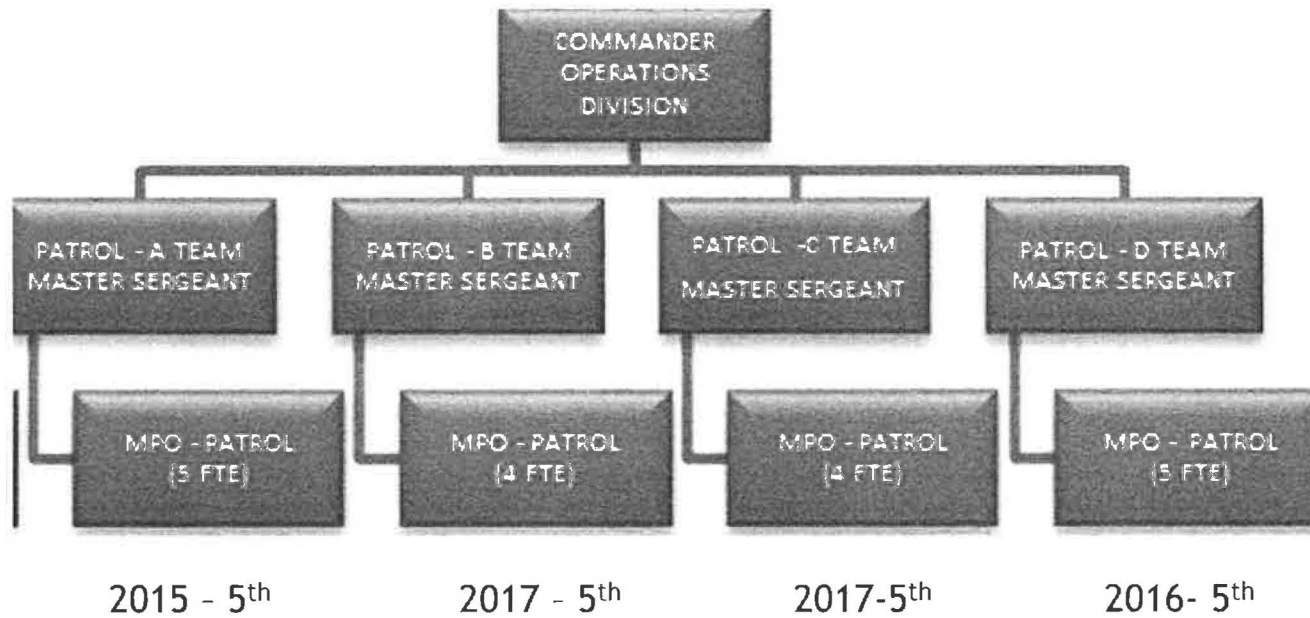 COMMANDER
OPERATIONS
DIVISION
PATROL - A TEAM
MASTER SERGEANT
PATROL - B TEAM
MASTER SERGEANT
PATROL -C TEAM
MASTER SERGEANT
PATROL - D TEAM
MASTER SERGEANT
MPO - PATROL
(5 FTE)
MPO - PATROL
(4 FTE)
MPO - PATROL
(4 FTE)
MPO - PATROL
(5 FTE)
2015 - 5th
2017 - 5th
2017-5th
2016- 5th